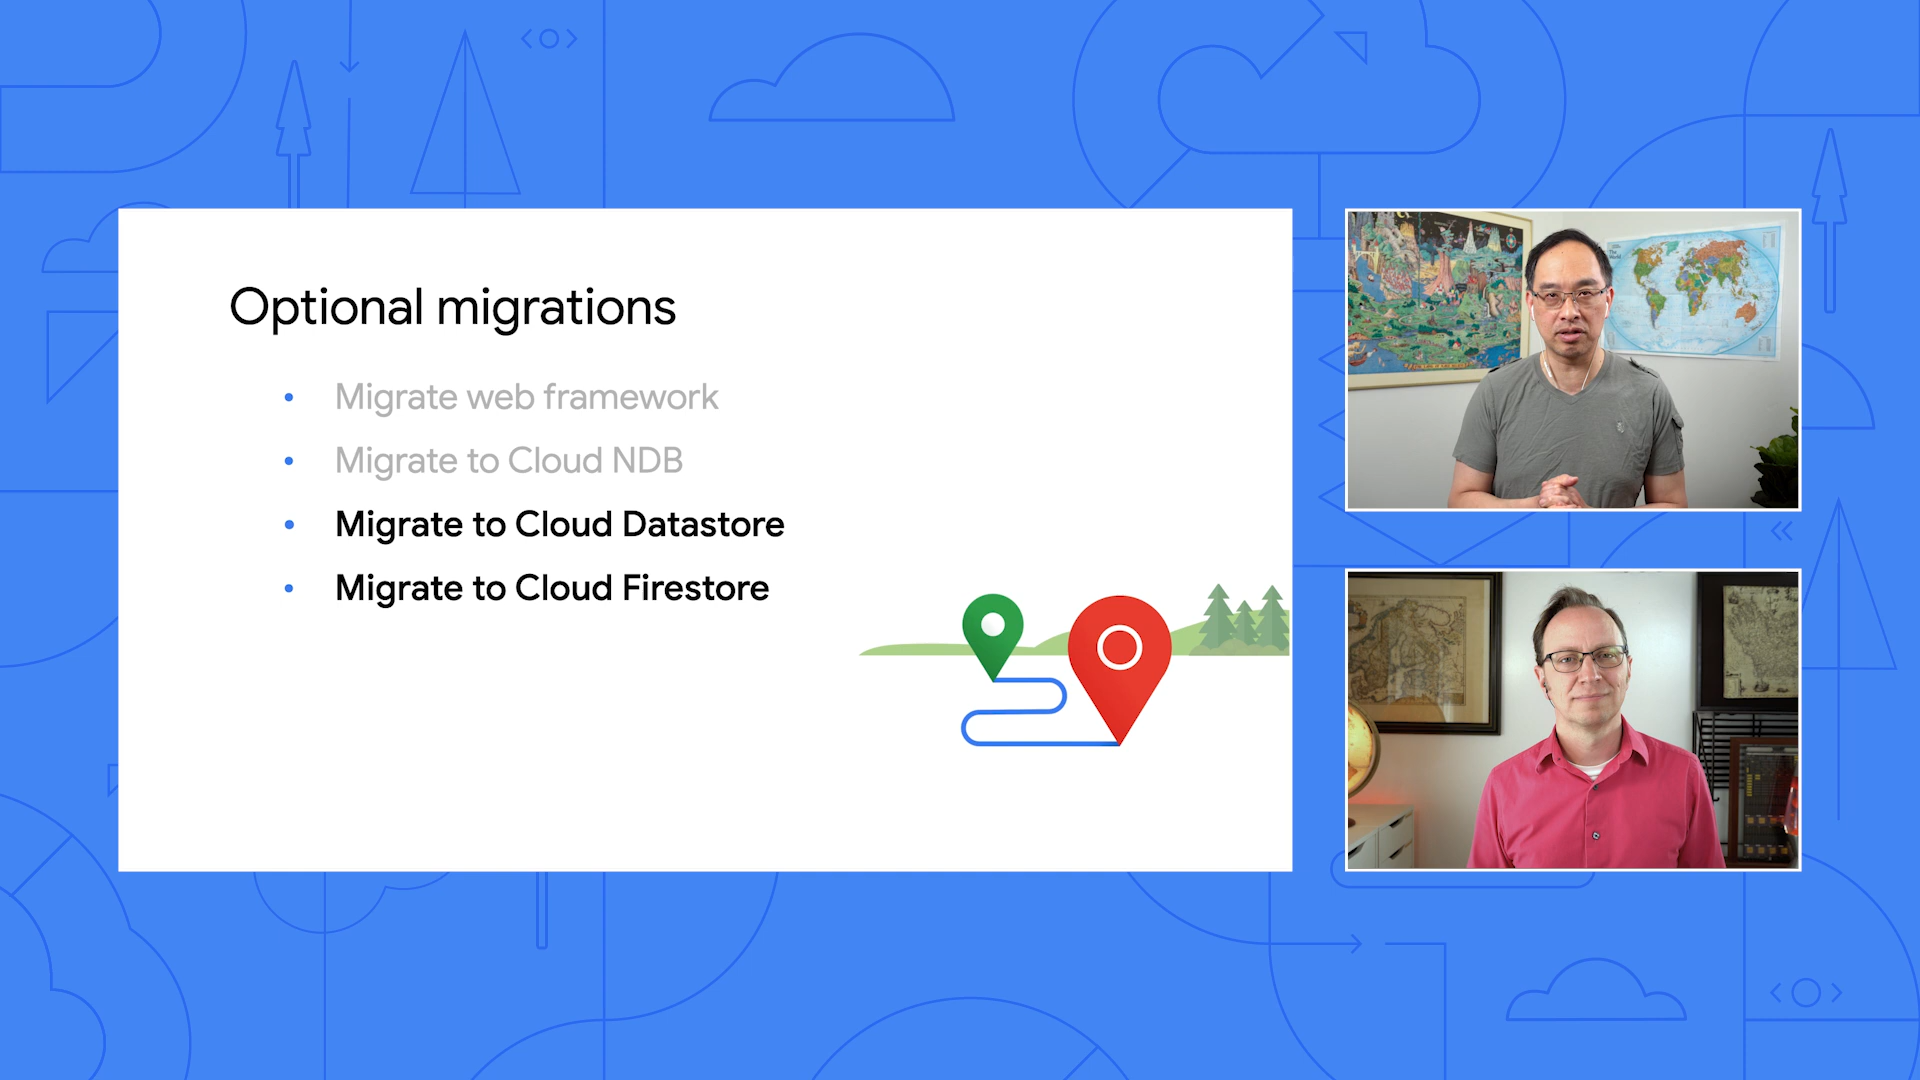 Optional migrations
Migrate web framework
Migrate to Cloud NDB
Migrate to Cloud Datastore
Migrate to Cloud Firestore